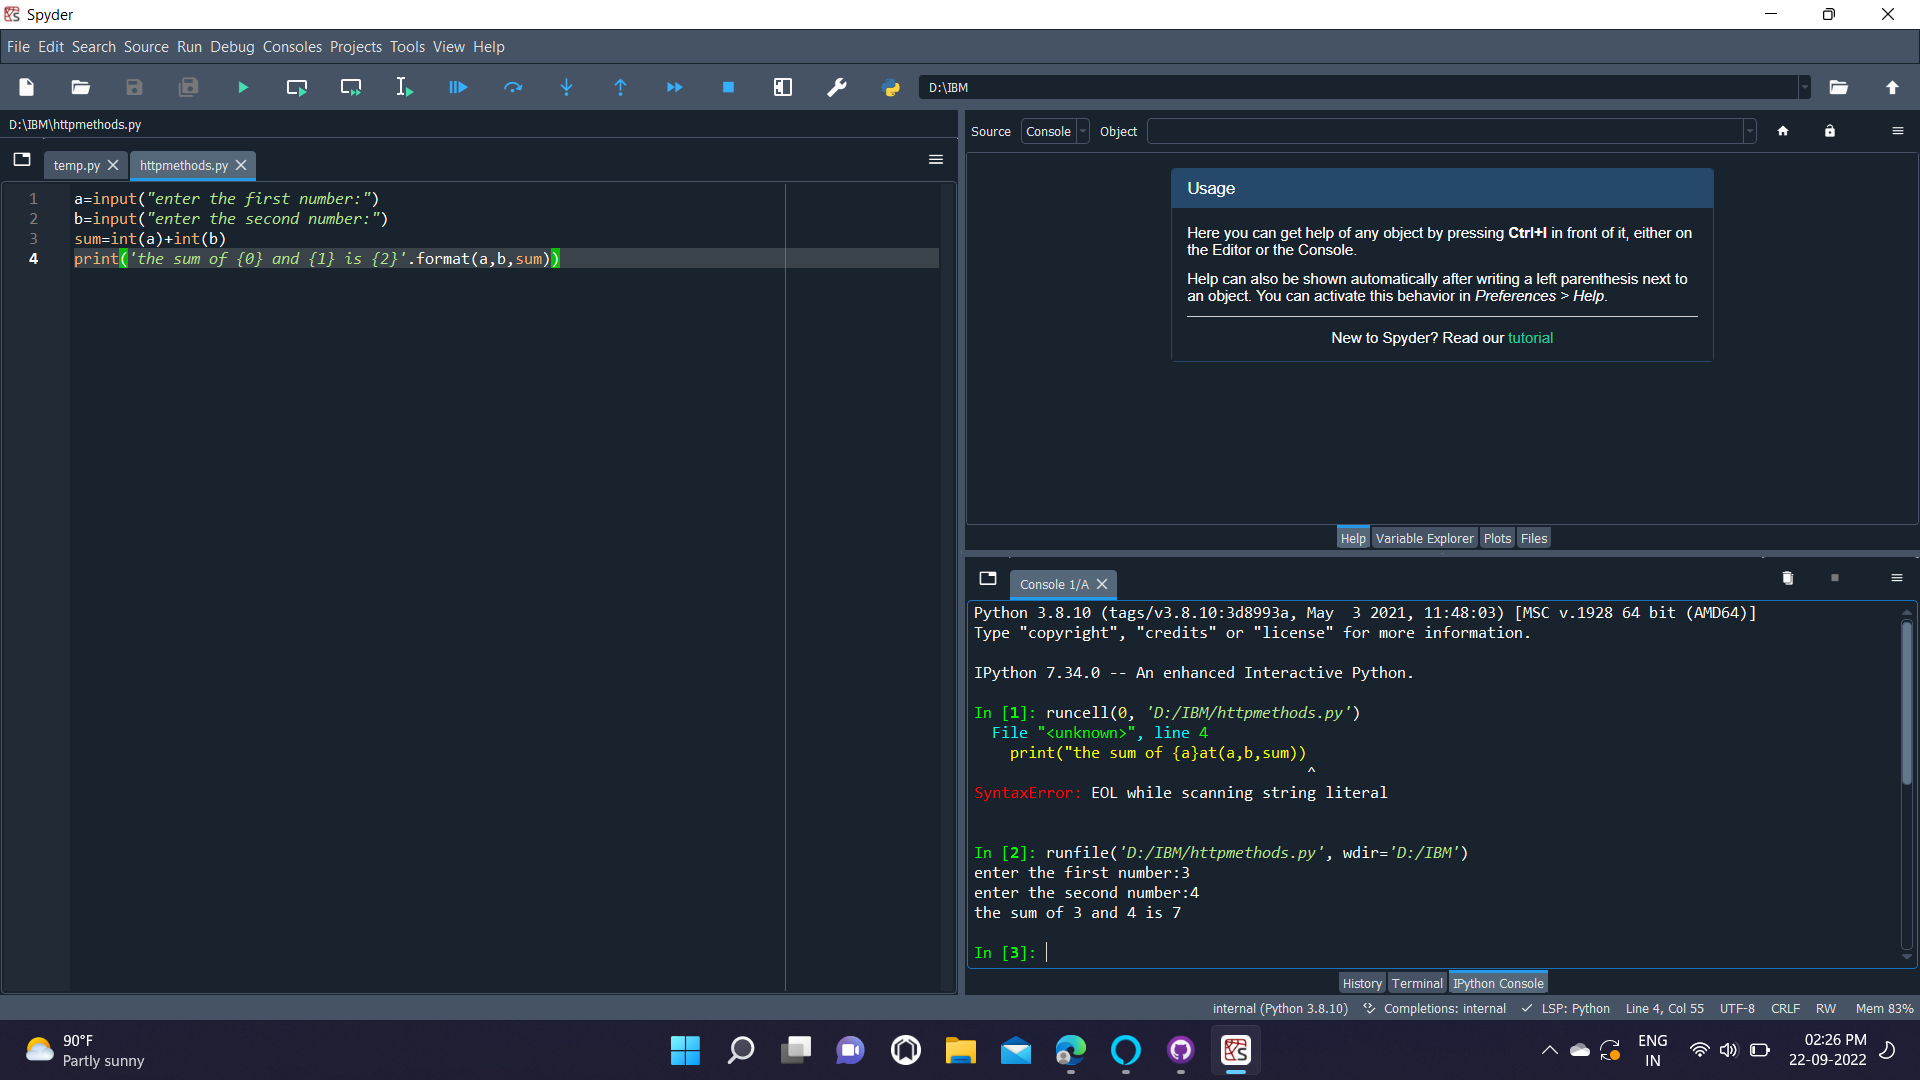 Spyder
File Edit Search Source Run Debug Consoles Projects Tools View Help
D:\IBM
D:\IBM\httpmethods.py
temp.py httpmethods.py
1 a=input("enter the first number:")
2 b=input("enter the second number:")
3 sum=int(a)+int(b)
4 print('the sum of {0} and {1} is {2}'.format(a,b,sum))
Source Console Object
Usage
Here you can get help of any object by pressing Ctrl+I in front of it, either on
the Editor or the Console.
Help can also be shown automatically after writing a left parenthesis next to
an object. You can activate this behavior in Preferences > Help.
New to Spyder? Read our tutorial
Help Variable Explorer Plots Files
Console 1/A
Python 3.8.10 (tags/v3.8.10:3d8993a, May  3 2021, 11:48:03) [MSC v.1928 64 bit (AMD64)]
Type "copyright", "credits" or "license" for more information.
IPython 7.34.0 -- An enhanced Interactive Python.
In [1]: runcell(0, 'D:/IBM/httpmethods.py')
File "<unknown>", line 4
print("the sum of {a}at(a,b,sum))
^
SyntaxError: EOL while scanning string literal
In [2]: runfile('D:/IBM/httpmethods.py', wdir='D:/IBM')
enter the first number:3
enter the second number:4
the sum of 3 and 4 is 7
In [3]:
History Terminal IPython Console
internal (Python 3.8.10) Completions: internal LSP: Python Line 4, Col 55 UTF-8 CRLF RW Mem 83%
90°F
Partly sunny
ENG
IN
02:26 PM
22-09-2022